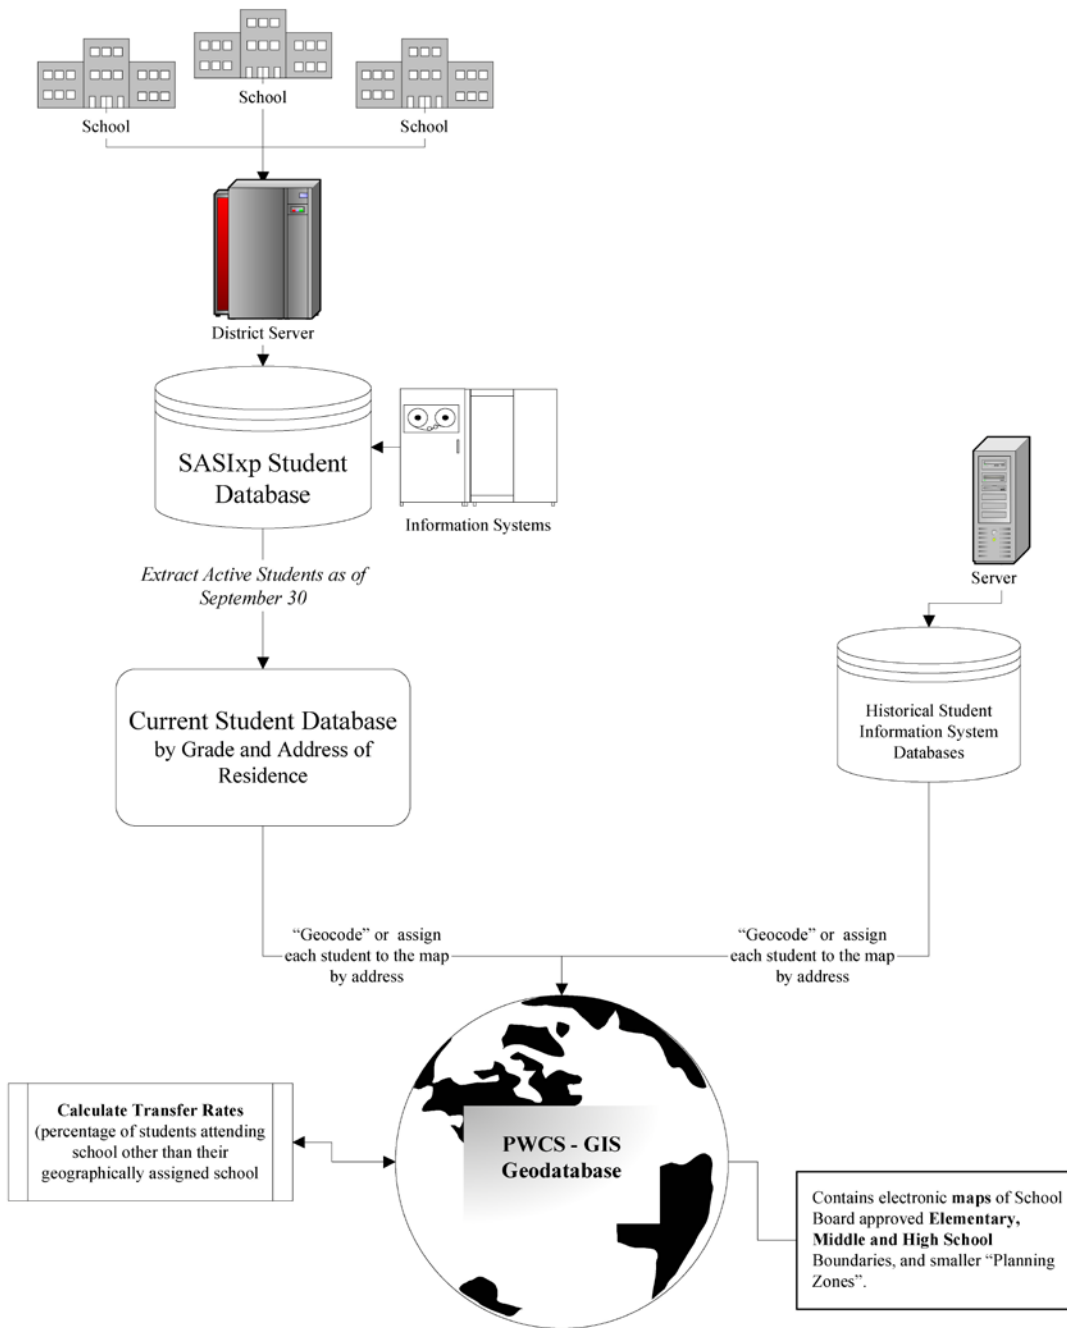 School
School
School
District Server
SASIxp Student
Database
Information Systems
Extract Active Students as of
September 30
Server
Current Student Database
by Grade and Address of
Residence
Historical Student
Information System
Databases
“Geocode” or assign
each student to the map
by address
“Geocode” or assign
each student to the map
by address
Calculate Transfer Rates
(percentage of students attending
school other than their
geographically assigned school
PWCS - GIS
Geodatabase
Contains electronic maps of School
Board approved Elementary,
Middle and High School
Boundaries, and smaller “Planning
Zones”.